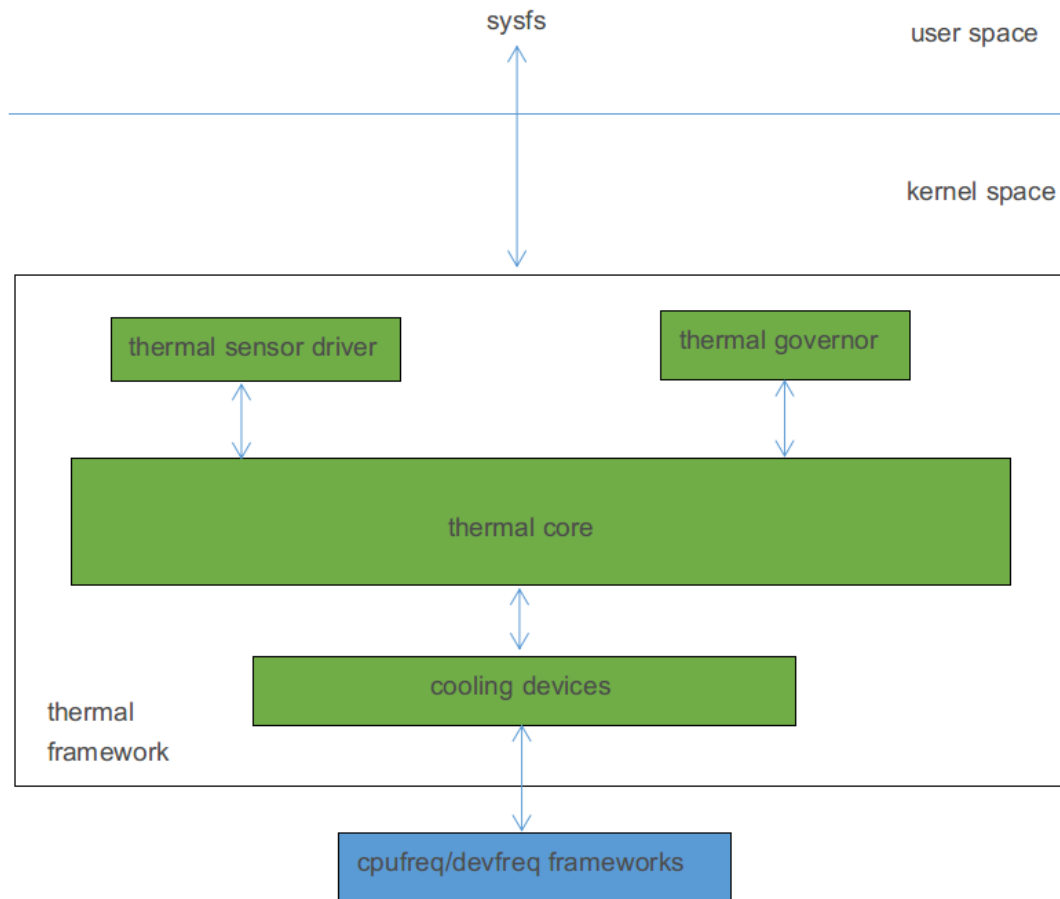 sysfs
user space
kernel space
thermal sensor driver
thermal governor
thermal core
cooling devices
thermal
framework
cpufreq/devfreq frameworks